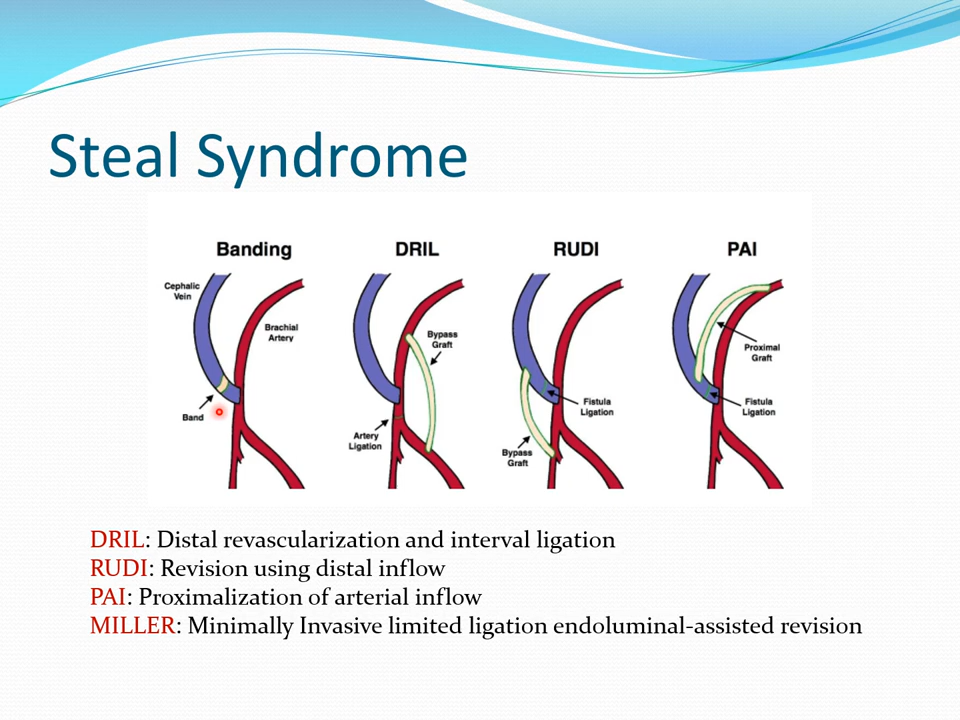 Steal Syndrome
Banding
DRIL
RUDI
PAI
Cephalic
Vein
Brachial
Artery
Band
Bypass
Graft
Artery
Ligation
Fistula
Ligation
Bypass
Graft
Proximal
Graft
Fistula
Ligation
DRIL: Distal revascularization and interval ligation
RUDI: Revision using distal inflow
PAI: Proximalization of arterial inflow
MILLER: Minimally Invasive limited ligation endoluminal-assisted revision